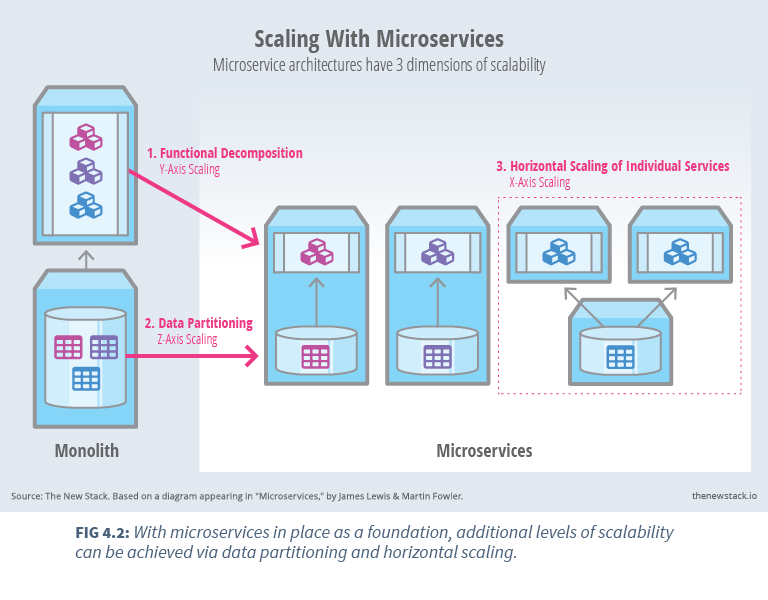 Scaling With Microservices
Microservice architectures have 3 dimensions of scalability
1. Functional Decomposition
Y-Axis Scaling
3. Horizontal Scaling of Individual Services
X-Axis Scaling
2. Data Partitioning
Z-Axis Scaling
Monolith
Microservices
Source: The New Stack. Based on a diagram appearing in "Microservices," by James Lewis & Martin Fowler.
thenewstack.io
FIG 4.2: With microservices in place as a foundation, additional levels of scalability
can be achieved via data partitioning and horizontal scaling.